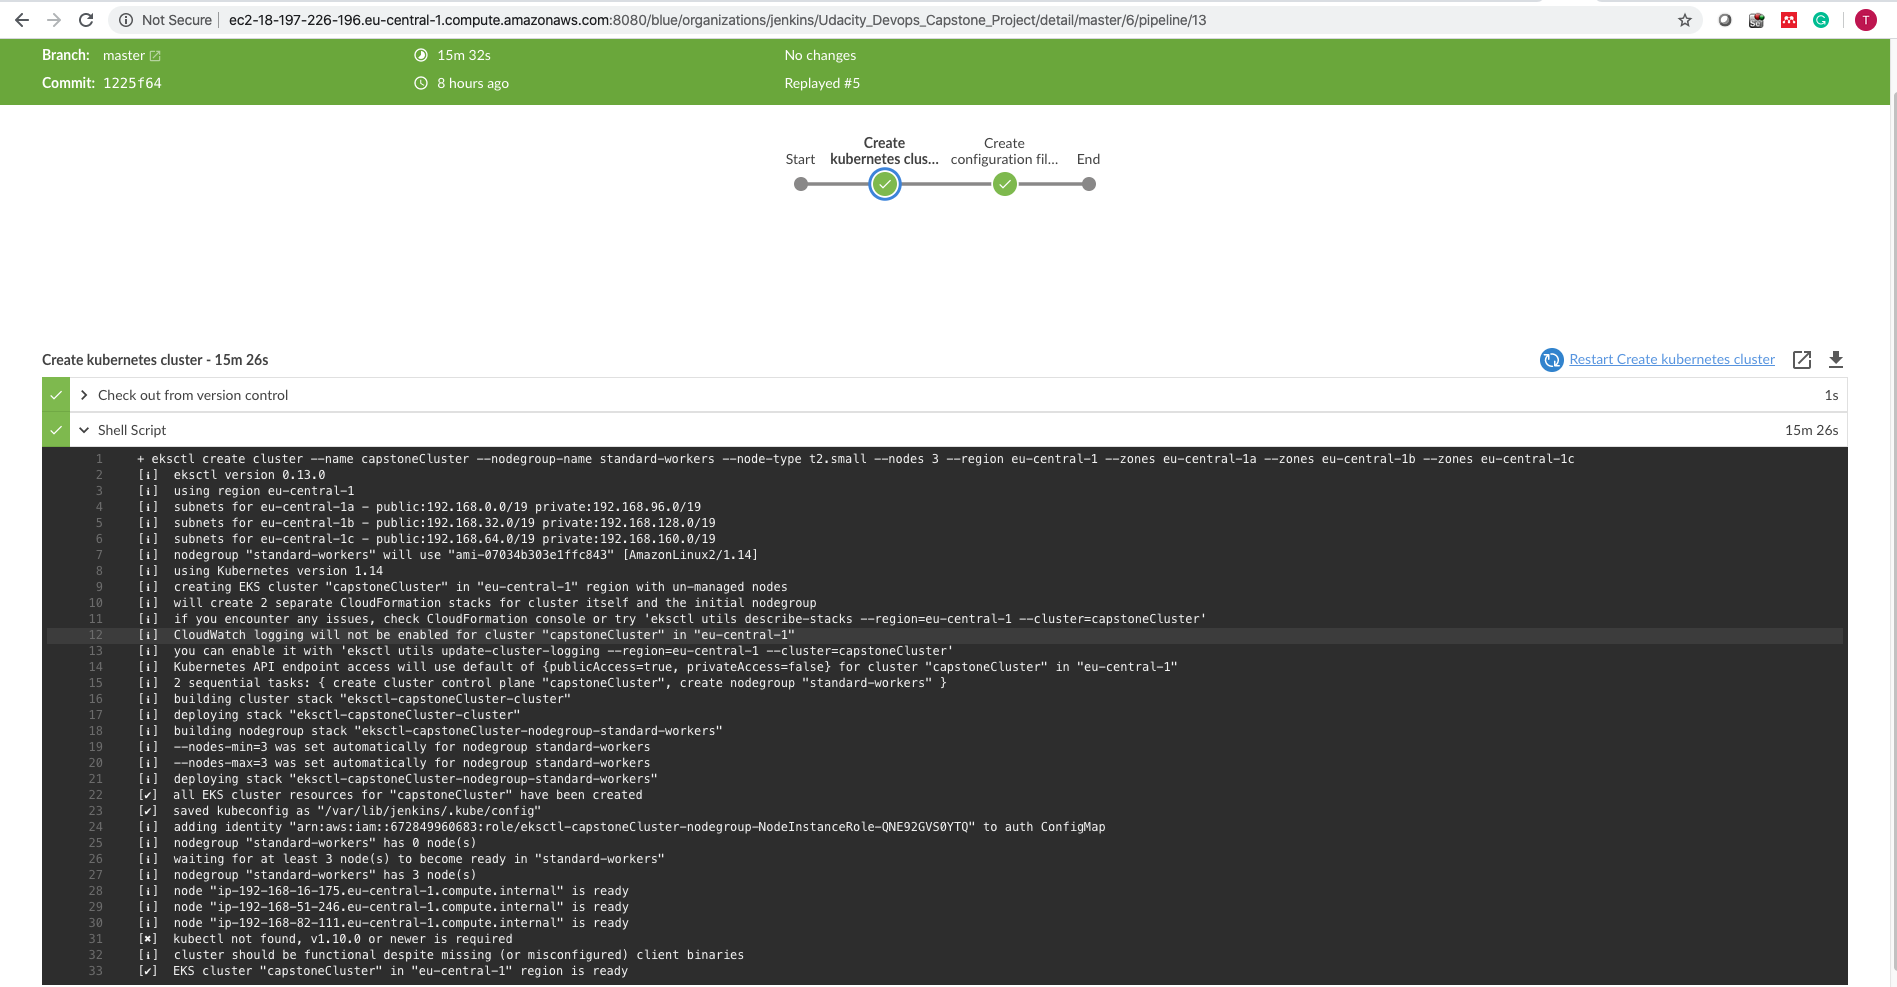 Not Secure
ec2-18-197-226-196.eu-central-1.compute.amazonaws.com:8080/blue/organizations/jenkins/Udacity_Devops_Capstone_Project/detail/master/6/pipeline/13
T
Branch: master 15m 32s No changes
Commit: 1225f64 8 hours ago Replayed #5
Start
Create kubernetes clus...
Create configuration fil...
End
Create kubernetes cluster - 15m 26s
Restart Create kubernetes cluster
Check out from version control 1s
Shell Script 15m 26s
1 + eksctl create cluster --name capstoneCluster --nodegroup-name standard-workers --node-type t2.small --nodes 3 --region eu-central-1 --zones eu-central-1a --zones eu-central-1b --zones eu-central-1c
2 [ℹ] eksctl version 0.13.0
3 [ℹ] using region eu-central-1
4 [ℹ] subnets for eu-central-1a - public:192.168.0.0/19 private:192.168.96.0/19
5 [ℹ] subnets for eu-central-1b - public:192.168.32.0/19 private:192.168.128.0/19
6 [ℹ] subnets for eu-central-1c - public:192.168.64.0/19 private:192.168.160.0/19
7 [ℹ] nodegroup "standard-workers" will use "ami-07034b303e1ffc843" [AmazonLinux2/1.14]
8 [ℹ] using Kubernetes version 1.14
9 [ℹ] creating EKS cluster "capstoneCluster" in "eu-central-1" region with un-managed nodes
10 [ℹ] will create 2 separate CloudFormation stacks for cluster itself and the initial nodegroup
11 [ℹ] if you encounter any issues, check CloudFormation console or try 'eksctl utils describe-stacks --region=eu-central-1 --cluster=capstoneCluster'
12 [ℹ] CloudWatch logging will not be enabled for cluster "capstoneCluster" in "eu-central-1"
13 [ℹ] you can enable it with 'eksctl utils update-cluster-logging --region=eu-central-1 --cluster=capstoneCluster'
14 [ℹ] Kubernetes API endpoint access will use default of {publicAccess=true, privateAccess=false} for cluster "capstoneCluster" in "eu-central-1"
15 [ℹ] 2 sequential tasks: { create cluster control plane "capstoneCluster", create nodegroup "standard-workers" }
16 [ℹ] building cluster stack "eksctl-capstoneCluster-cluster"
17 [ℹ] deploying stack "eksctl-capstoneCluster-cluster"
18 [ℹ] building nodegroup stack "eksctl-capstoneCluster-nodegroup-standard-workers"
19 [ℹ] --nodes-min=3 was set automatically for nodegroup standard-workers
20 [ℹ] --nodes-max=3 was set automatically for nodegroup standard-workers
21 [ℹ] deploying stack "eksctl-capstoneCluster-nodegroup-standard-workers"
22 [✔] all EKS cluster resources for "capstoneCluster" have been created
23 [✔] saved kubeconfig as "/var/lib/jenkins/.kube/config"
24 [ℹ] adding identity "arn:aws:iam::672849960683:role/eksctl-capstoneCluster-nodegroup-NodeInstanceRole-QNE92GVS0YTQ" to auth ConfigMap
25 [ℹ] nodegroup "standard-workers" has 0 node(s)
26 [ℹ] waiting for at least 3 node(s) to become ready in "standard-workers"
27 [ℹ] nodegroup "standard-workers" has 3 node(s)
28 [ℹ] node "ip-192-168-16-175.eu-central-1.compute.internal" is ready
29 [ℹ] node "ip-192-168-51-246.eu-central-1.compute.internal" is ready
30 [ℹ] node "ip-192-168-82-111.eu-central-1.compute.internal" is ready
31 [✖] kubectl not found, v1.10.0 or newer is required
32 [ℹ] cluster should be functional despite missing (or misconfigured) client binaries
33 [✔] EKS cluster "capstoneCluster" in "eu-central-1" region is ready